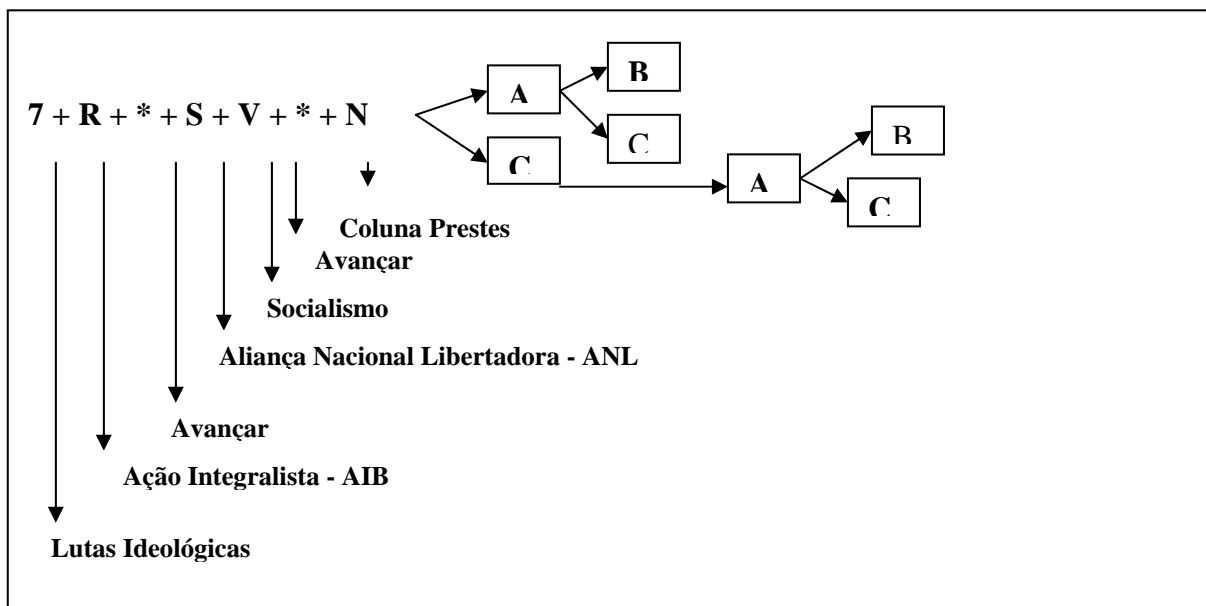 7 + R + * + S + V + * + N
A
B
C
C
A
B
C
Coluna Prestes
Avançar
Socialismo
Aliança Nacional Libertadora - ANL
Avançar
Ação Integralista - AIB
Lutas Ideológicas